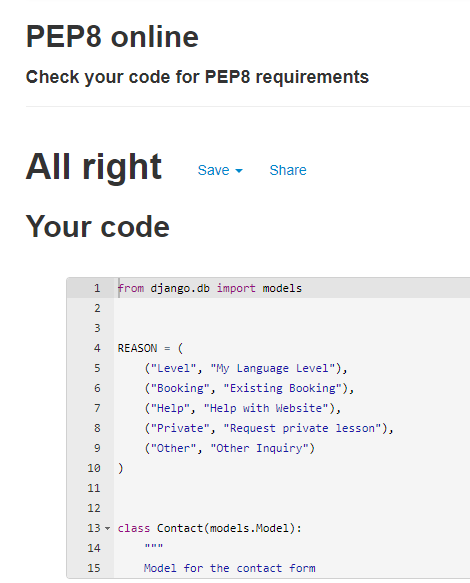 PEP8 online
Check your code for PEP8 requirements
All right Save Share
Your code
1 from django.db import models
2
3
4 REASON = (
5     ("Level", "My Language Level"),
6     ("Booking", "Existing Booking"),
7     ("Help", "Help with Website"),
8     ("Private", "Request private lesson"),
9     ("Other", "Other Inquiry")
10 )
11
12
13 class Contact(models.Model):
14     """
15     Model for the contact form